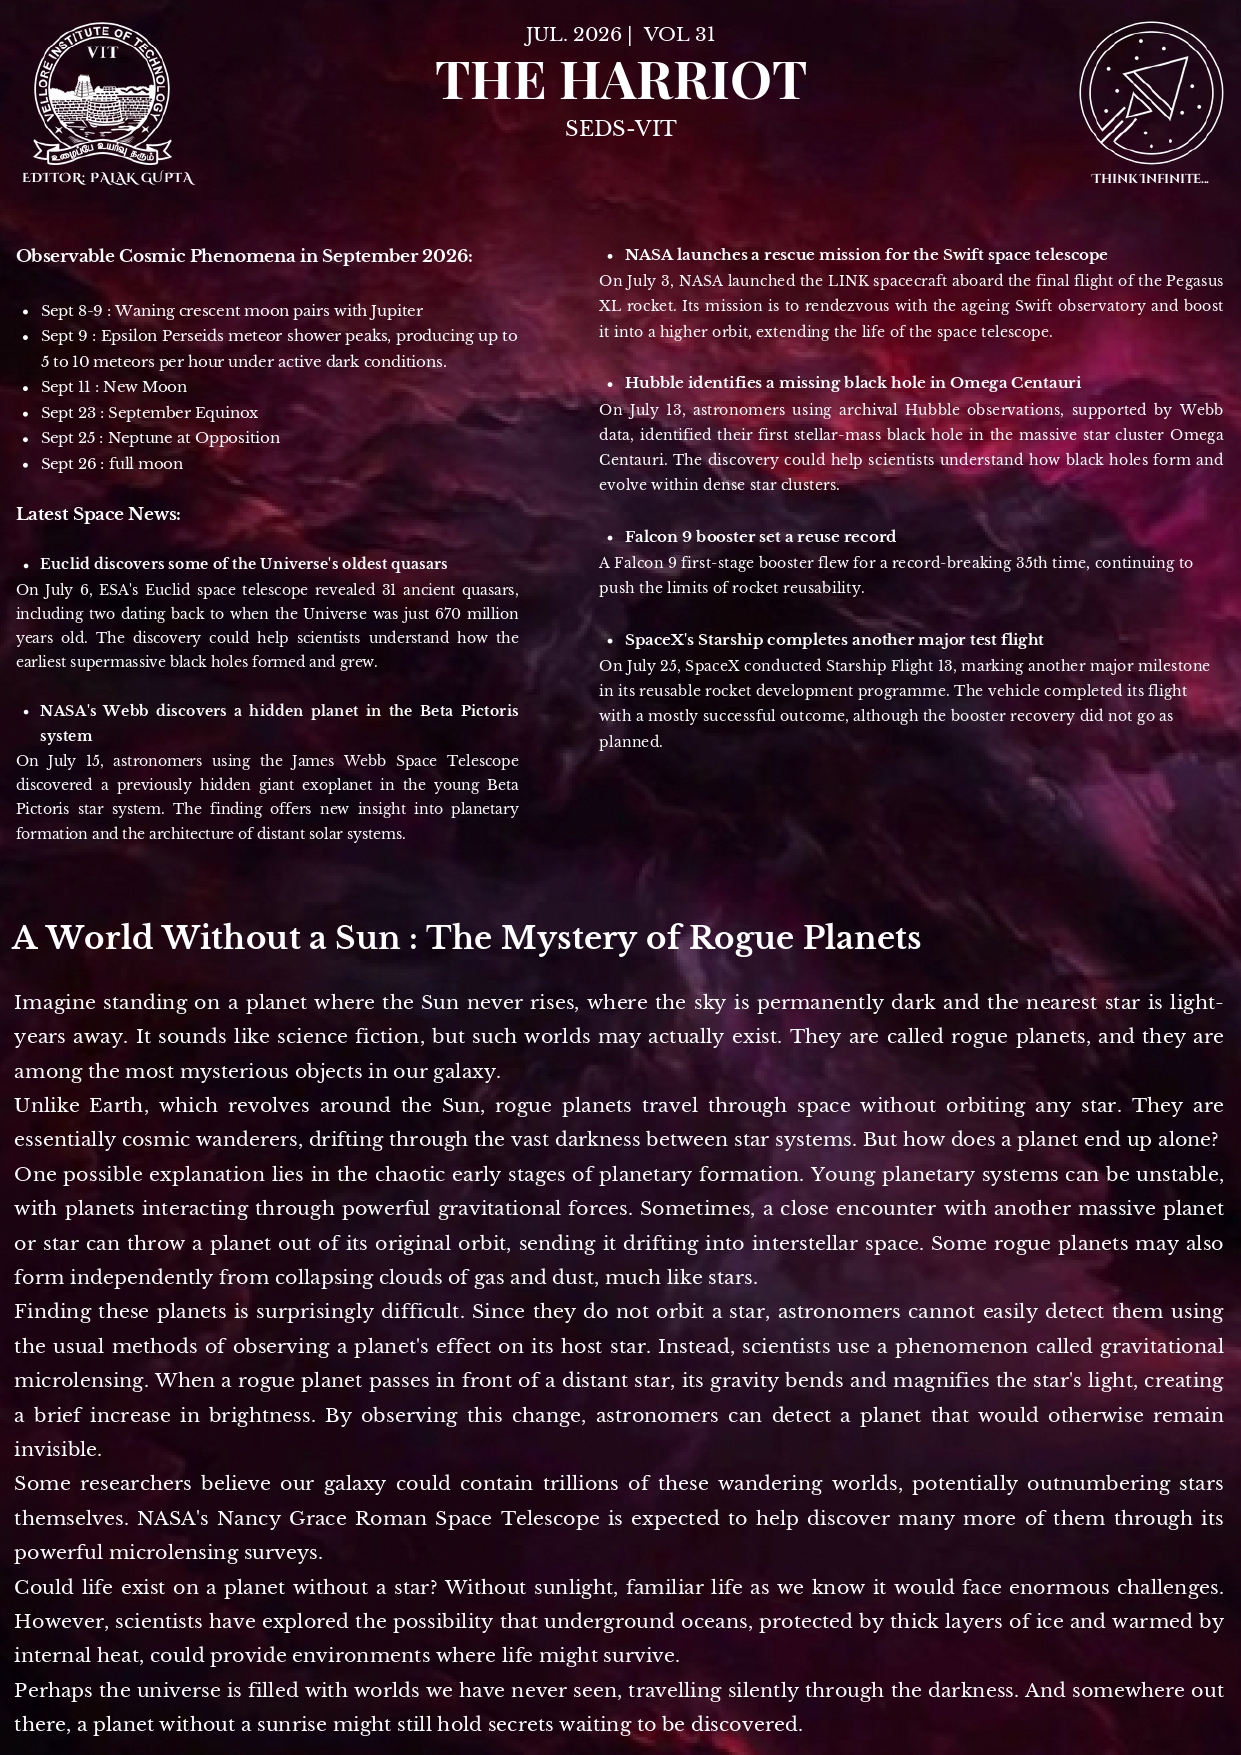 VELLORE INSTITUTE OF TECHNOLOGY
VIT
உழைப்பே உயர்வு தரும்
EDITOR: PALAK GUPTA
JUL. 2026 | VOL 31
THE HARRIOT
SEDS-VIT
THINK INFINITE...
Observable Cosmic Phenomena in September 2026:
• Sept 8-9 : Waning crescent moon pairs with Jupiter
• Sept 9 : Epsilon Perseids meteor shower peaks, producing up to
5 to 10 meteors per hour under active dark conditions.
• Sept 11 : New Moon
• Sept 23 : September Equinox
• Sept 25 : Neptune at Opposition
• Sept 26 : full moon
Latest Space News:
• Euclid discovers some of the Universe's oldest quasars
On July 6, ESA's Euclid space telescope revealed 31 ancient quasars,
including two dating back to when the Universe was just 670 million
years old. The discovery could help scientists understand how the
earliest supermassive black holes formed and grew.
• NASA's Webb discovers a hidden planet in the Beta Pictoris
system
On July 15, astronomers using the James Webb Space Telescope
discovered a previously hidden giant exoplanet in the young Beta
Pictoris star system. The finding offers new insight into planetary
formation and the architecture of distant solar systems.
• NASA launches a rescue mission for the Swift space telescope
On July 3, NASA launched the LINK spacecraft aboard the final flight of the Pegasus
XL rocket. Its mission is to rendezvous with the ageing Swift observatory and boost
it into a higher orbit, extending the life of the space telescope.
• Hubble identifies a missing black hole in Omega Centauri
On July 13, astronomers using archival Hubble observations, supported by Webb
data, identified their first stellar-mass black hole in the massive star cluster Omega
Centauri. The discovery could help scientists understand how black holes form and
evolve within dense star clusters.
• Falcon 9 booster set a reuse record
A Falcon 9 first-stage booster flew for a record-breaking 35th time, continuing to
push the limits of rocket reusability.
• SpaceX's Starship completes another major test flight
On July 25, SpaceX conducted Starship Flight 13, marking another major milestone
in its reusable rocket development programme. The vehicle completed its flight
with a mostly successful outcome, although the booster recovery did not go as
planned.
A World Without a Sun : The Mystery of Rogue Planets
Imagine standing on a planet where the Sun never rises, where the sky is permanently dark and the nearest star is light-
years away. It sounds like science fiction, but such worlds may actually exist. They are called rogue planets, and they are
among the most mysterious objects in our galaxy.
Unlike Earth, which revolves around the Sun, rogue planets travel through space without orbiting any star. They are
essentially cosmic wanderers, drifting through the vast darkness between star systems. But how does a planet end up alone?
One possible explanation lies in the chaotic early stages of planetary formation. Young planetary systems can be unstable,
with planets interacting through powerful gravitational forces. Sometimes, a close encounter with another massive planet
or star can throw a planet out of its original orbit, sending it drifting into interstellar space. Some rogue planets may also
form independently from collapsing clouds of gas and dust, much like stars.
Finding these planets is surprisingly difficult. Since they do not orbit a star, astronomers cannot easily detect them using
the usual methods of observing a planet's effect on its host star. Instead, scientists use a phenomenon called gravitational
microlensing. When a rogue planet passes in front of a distant star, its gravity bends and magnifies the star's light, creating
a brief increase in brightness. By observing this change, astronomers can detect a planet that would otherwise remain
invisible.
Some researchers believe our galaxy could contain trillions of these wandering worlds, potentially outnumbering stars
themselves. NASA's Nancy Grace Roman Space Telescope is expected to help discover many more of them through its
powerful microlensing surveys.
Could life exist on a planet without a star? Without sunlight, familiar life as we know it would face enormous challenges.
However, scientists have explored the possibility that underground oceans, protected by thick layers of ice and warmed by
internal heat, could provide environments where life might survive.
Perhaps the universe is filled with worlds we have never seen, travelling silently through the darkness. And somewhere out
there, a planet without a sunrise might still hold secrets waiting to be discovered.